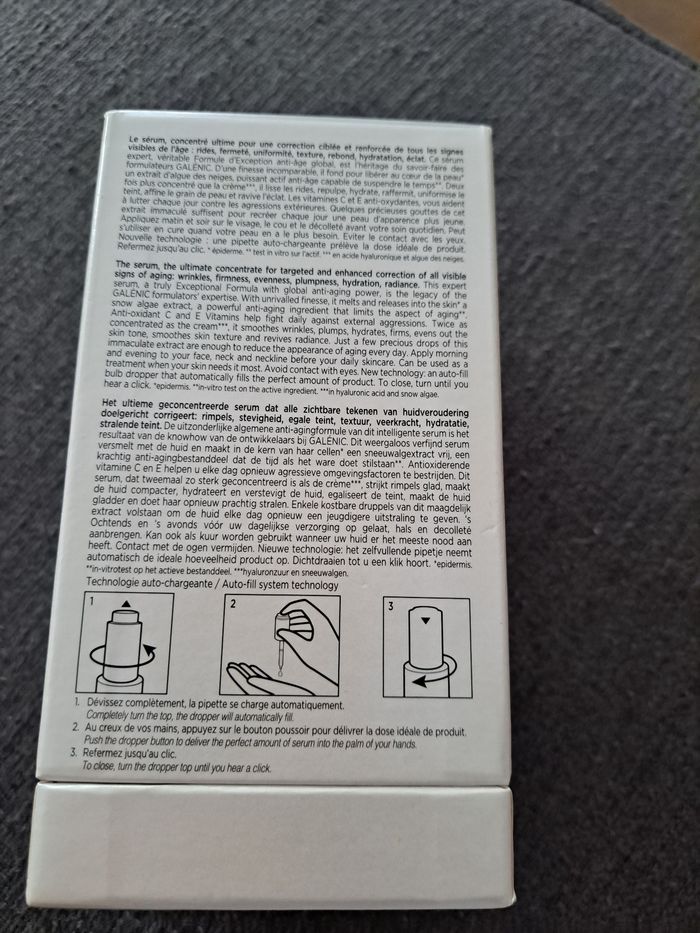 Le sérum, concentré ultime pour une correction ciblée et renforcée de tous les signes
visibles de l'âge : rides, fermeté, uniformité, texture, rebond, hydratation, éclat. Ce sérum
expert, véritable Formule d'Exception anti-âge global, est l'héritage du savoir-faire des
formulateurs GALÉNIC. D'une finesse incomparable, il fond pour libérer au cœur de la peau*
un extrait d'algue des neiges, puissant actif anti-âge capable de suspendre le temps**. Deux
fois plus concentré que la crème***, il lisse les rides, repulpe, hydrate, raffermit, uniformise le
teint, affine le grain de peau et ravive l'éclat. Les vitamines C et E anti-oxydantes, vous aident
à lutter chaque jour contre les agressions extérieures. Quelques précieuses gouttes de cet
extrait immaculé suffisent pour recréer chaque jour une peau d'apparence plus jeune.
Appliquez matin et soir sur le visage, le cou et le décolleté avant votre soin quotidien. Peut
s'utiliser en cure quand votre peau en a le plus besoin. Eviter le contact avec les yeux.
Nouvelle technologie : une pipette auto-chargeante prélève la dose idéale de produit.
Refermez jusqu'au clic. * épiderme. ** test in vitro sur l'actif. *** en acide hyaluronique et algue des neiges.
The serum, the ultimate concentrate for targeted and enhanced correction of all visible
signs of aging: wrinkles, firmness, evenness, plumpness, hydration, radiance. This expert
serum, a truly Exceptional Formula with global anti-aging power, is the legacy of the
GALÉNIC formulators' expertise. With unrivalled finesse, it melts and releases into the skin* a
snow algae extract, a powerful anti-aging ingredient that limits the aspect of aging**.
Anti-oxidant C and E Vitamins help fight daily against external aggressions. Twice as
concentrated as the cream***, it smoothes wrinkles, plumps, hydrates, firms, evens out the
skin tone, smoothes skin texture and revives radiance. Just a few precious drops of this
immaculate extract are enough to reduce the appearance of aging every day. Apply morning
and evening to your face, neck and neckline before your daily skincare. Can be used as a
treatment when your skin needs it most. Avoid contact with eyes. New technology: an auto-fill
bulb dropper that automatically fills the perfect amount of product. To close, turn until you
hear a click. *epidermis. **in-vitro test on the active ingredient. ***in hyaluronic acid and snow algae.
Het ultieme geconcentreerde serum dat alle zichtbare tekenen van huidveroudering
doelgericht corrigeert: rimpels, stevigheid, egale teint, textuur, veerkracht, hydratatie,
stralende teint. De uitzonderlijke algemene anti-agingformule van dit intelligente serum is het
resultaat van de knowhow van de ontwikkelaars bij GALÉNIC. Dit weergaloos verfijnd serum
versmelt met de huid en maakt in de kern van haar cellen* een sneeuwalgextract vrij, een
krachtig anti-agingbestanddeel dat de tijd als het ware doet stilstaan**. Antioxiderende
vitamine C en E helpen u elke dag opnieuw agressieve omgevingsfactoren te bestrijden. Dit
serum, dat tweemaal zo sterk geconcentreerd is als de crème***, strijkt rimpels glad, maakt
de huid compacter, hydrateert en verstevigt de huid, egaliseert de teint, maakt de huid
gladder en doet haar opnieuw prachtig stralen. Enkele kostbare druppels van dit maagdelijk
extract volstaan om de huid elke dag opnieuw een jeugdigere uitstraling te geven. 's
Ochtends en 's avonds vóór uw dagelijkse verzorging op gelaat, hals en decolleté
aanbrengen. Kan ook als kuur worden gebruikt wanneer uw huid er het meeste nood aan
heeft. Contact met de ogen vermijden. Nieuwe technologie: het zelfvullende pipetje neemt
automatisch de ideale hoeveelheid product op. Dichtdraaien tot u een klik hoort. *epidermis.
**in-vitrotest op het actieve bestanddeel. ***hyaluronzuur en sneeuwalgen.
Technologie auto-chargeante / Auto-fill system technology
1 2 3
1. Dévissez complètement, la pipette se charge automatiquement.
Completely turn the top, the dropper will automatically fill.
2. Au creux de vos mains, appuyez sur le bouton poussoir pour délivrer la dose idéale de produit.
Push the dropper button to deliver the perfect amount of serum into the palm of your hands.
3. Refermez jusqu'au clic.
To close, turn the dropper top until you hear a click.